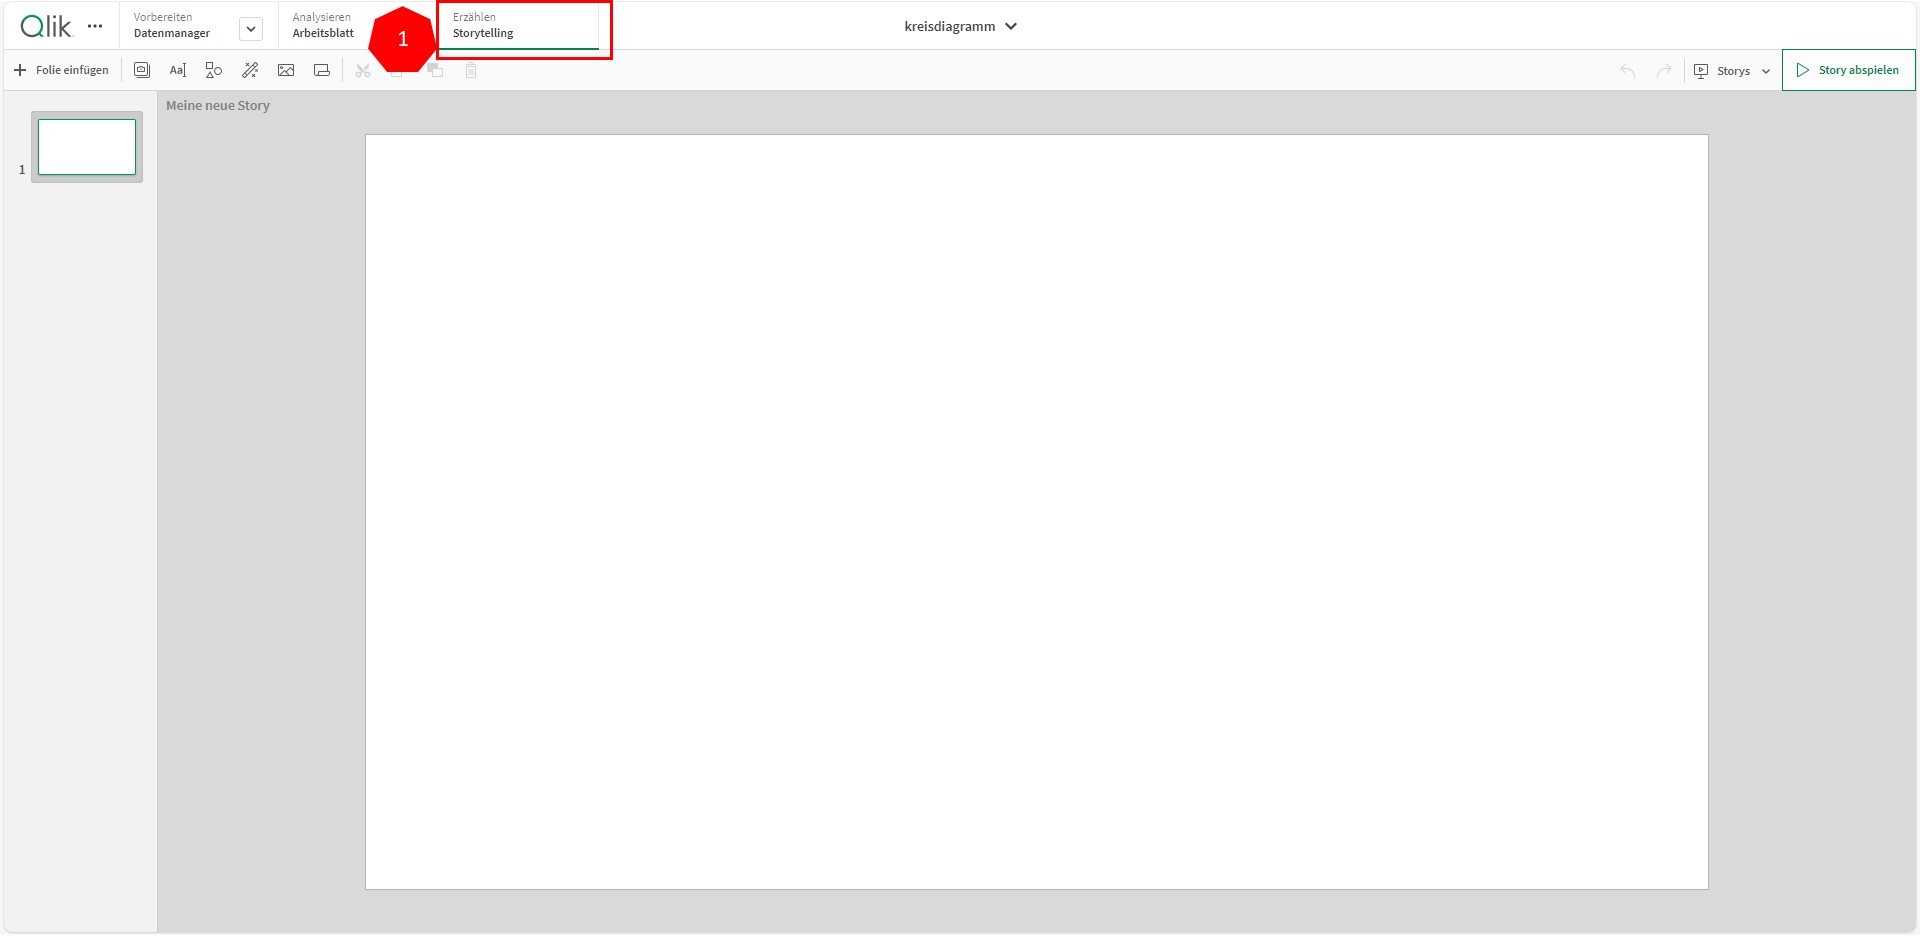 Qlik
Vorbereiten
Datenmanager
Analysieren
Arbeitsblatt
1
Erzählen
Storytelling
kreisdiagramm
Folie einfügen
Aa
Storys
Story abspielen
Meine neue Story
1